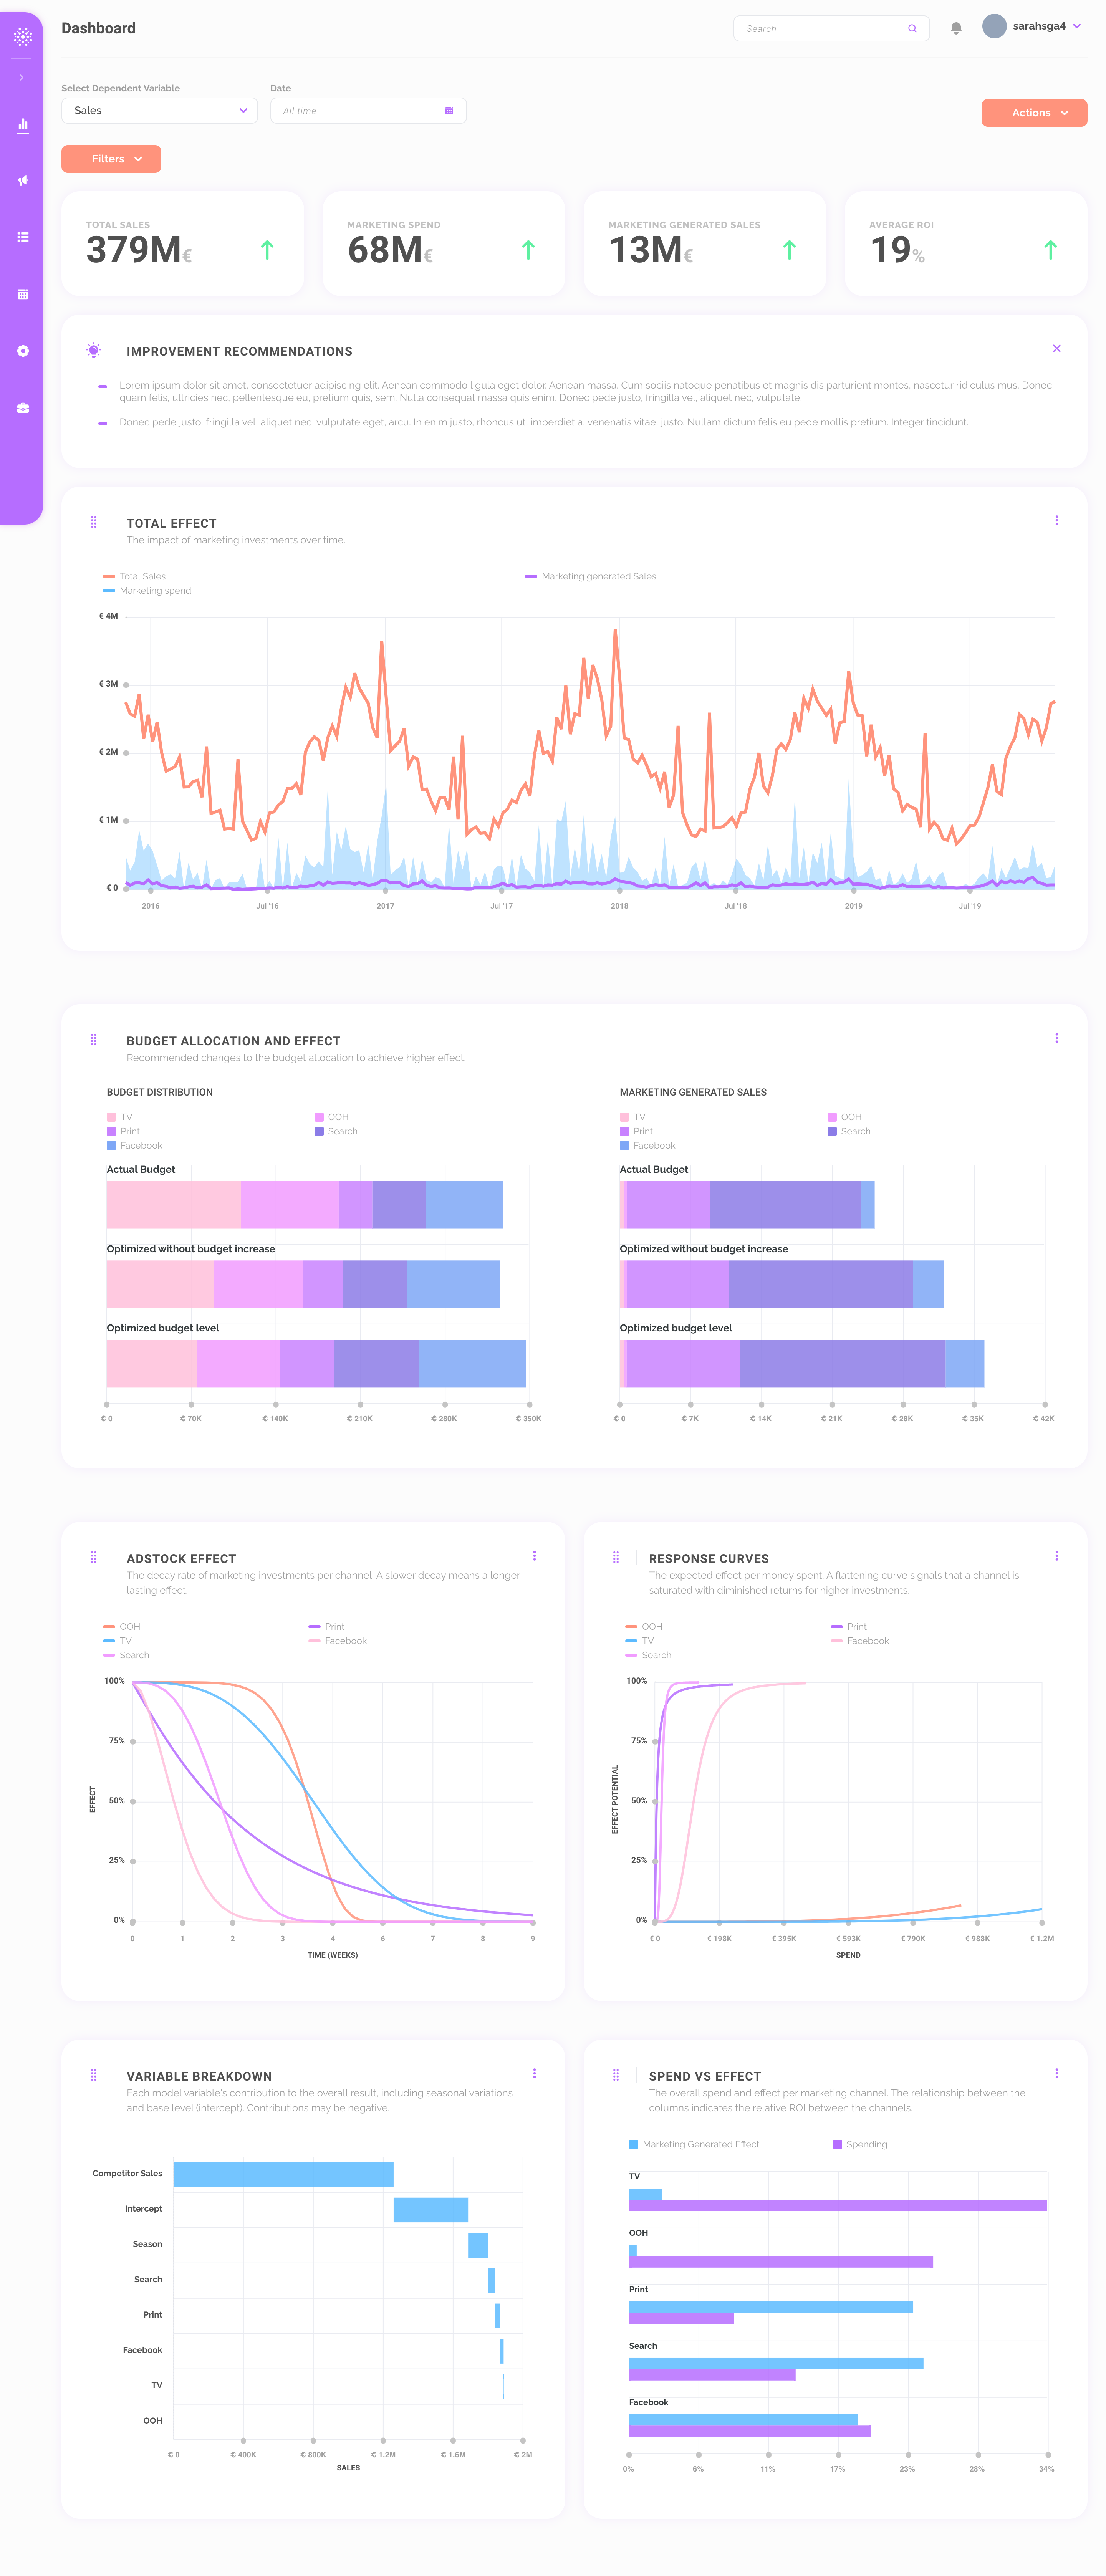 Dashboard
Search
sarahsga4
Select Dependent Variable
Date
Sales
All time
Actions
Filters
TOTAL SALES
379M€
MARKETING SPEND
68M€
MARKETING GENERATED SALES
13M€
AVERAGE ROI
19%
IMPROVEMENT RECOMMENDATIONS
Lorem ipsum dolor sit amet, consectetuer adipiscing elit. Aenean commodo ligula eget dolor. Aenean massa. Cum sociis natoque penatibus et magnis dis parturient montes, nascetur ridiculus mus. Donec
quam felis, ultricies nec, pellentesque eu, pretium quis, sem. Nulla consequat massa quis enim. Donec pede justo, fringilla vel, aliquet nec, vulputate.
Donec pede justo, fringilla vel, aliquet nec, vulputate eget, arcu. In enim justo, rhoncus ut, imperdiet a, venenatis vitae, justo. Nullam dictum felis eu pede mollis pretium. Integer tincidunt.
TOTAL EFFECT
The impact of marketing investments over time.
Total Sales
Marketing generated Sales
Marketing spend
€ 4M
€ 3M
€ 2M
€ 1M
€ 0
2016 Jul '16 2017 Jul '17 2018 Jul '18 2019 Jul '19
BUDGET ALLOCATION AND EFFECT
Recommended changes to the budget allocation to achieve higher effect.
BUDGET DISTRIBUTION
TV OOH
Print Search
Facebook
Actual Budget
Optimized without budget increase
Optimized budget level
€ 0 € 70K € 140K € 210K € 280K € 350K
MARKETING GENERATED SALES
TV OOH
Print Search
Facebook
Actual Budget
Optimized without budget increase
Optimized budget level
€ 0 € 7K € 14K € 21K € 28K € 35K € 42K
ADSTOCK EFFECT
The decay rate of marketing investments per channel. A slower decay means a longer
lasting effect.
OOH Print
TV Facebook
Search
100%
75%
50%
25%
0%
EFFECT
0 1 2 3 4 6 7 8 9
TIME (WEEKS)
RESPONSE CURVES
The expected effect per money spent. A flattening curve signals that a channel is
saturated with diminished returns for higher investments.
OOH Print
TV Facebook
Search
100%
75%
50%
25%
0%
EFFECT POTENTIAL
€ 0 € 198K € 395K € 593K € 790K € 988K € 1.2M
SPEND
VARIABLE BREAKDOWN
Each model variable's contribution to the overall result, including seasonal variations
and base level (intercept). Contributions may be negative.
Competitor Sales
Intercept
Season
Search
Print
Facebook
TV
OOH
€ 0 € 400K € 800K € 1.2M € 1.6M € 2M
SALES
SPEND VS EFFECT
The overall spend and effect per marketing channel. The relationship between the
columns indicates the relative ROI between the channels.
Marketing Generated Effect Spending
TV
OOH
Print
Search
Facebook
0% 6% 11% 17% 23% 28% 34%